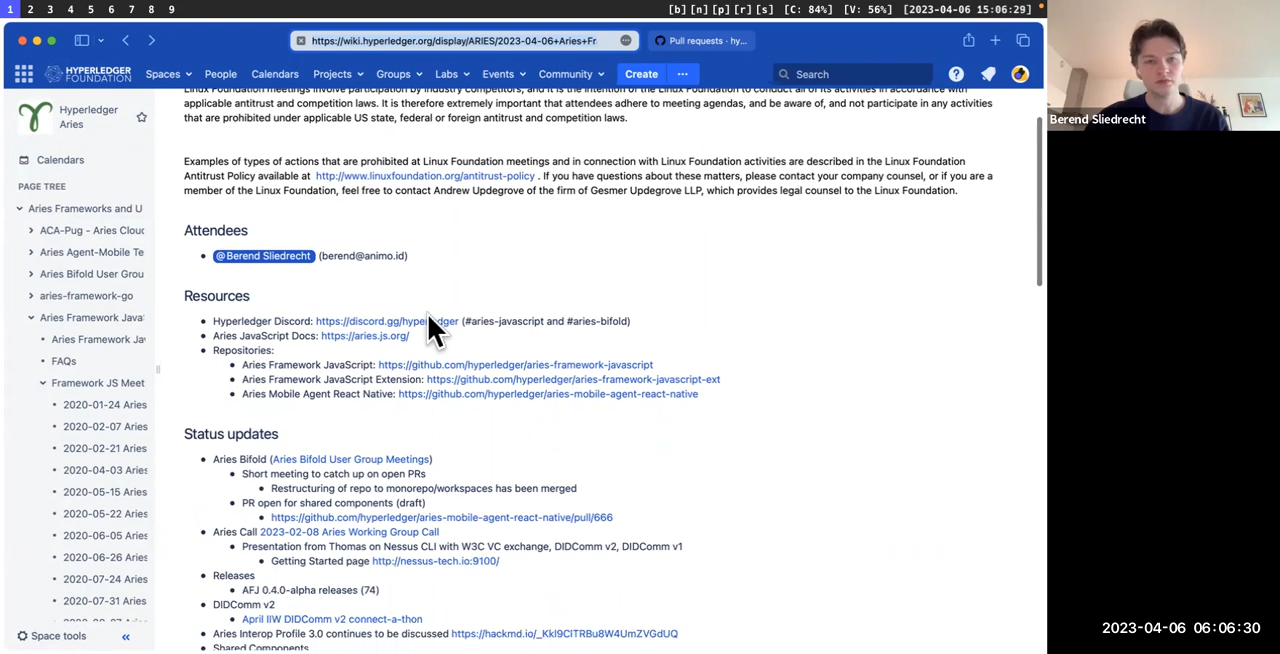 1 2 3 4 5 6 7 8 9
[b][n][p][r][s] [C: 84%] [V: 56%] [2023-04-06 15:06:29]
https://wiki.hyperledger.org/display/ARIES/2023-04-06+Aries+Fr
Pull requests · hy...
HYPERLEDGER
FOUNDATION
Spaces People Calendars Projects Groups Labs Events Community Create ... Search
Hyperledger
Aries
Calendars
PAGE TREE
Aries Frameworks and U
ACA-Pug - Aries Clouc
Aries Agent-Mobile Te
Aries Bifold User Grou
aries-framework-go
Aries Framework Java
Aries Framework Jav
FAQs
Framework JS Meet
2020-01-24 Aries
2020-02-07 Aries
2020-02-21 Aries
2020-04-03 Aries
2020-05-15 Aries
2020-05-22 Aries
2020-06-05 Aries
2020-06-26 Aries
2020-07-24 Aries
2020-07-31 Aries
Space tools «
Linux Foundation meetings involve participation by industry competitors, and it is the intention of the Linux Foundation to conduct all of its activities in accordance with
applicable antitrust and competition laws. It is therefore extremely important that attendees adhere to meeting agendas, and be aware of, and not participate in, any activities
that are prohibited under applicable US state, federal or foreign antitrust and competition laws.
Examples of types of actions that are prohibited at Linux Foundation meetings and in connection with Linux Foundation activities are described in the Linux Foundation
Antitrust Policy available at http://www.linuxfoundation.org/antitrust-policy . If you have questions about these matters, please contact your company counsel, or if you are a
member of the Linux Foundation, feel free to contact Andrew Updegrove of the firm of Gesmer Updegrove LLP, which provides legal counsel to the Linux Foundation.
Attendees
@Berend Sliedrecht (berend@animo.id)
Resources
Hyperledger Discord: https://discord.gg/hyperledger (#aries-javascript and #aries-bifold)
Aries JavaScript Docs: https://aries.js.org/
Repositories:
Aries Framework JavaScript: https://github.com/hyperledger/aries-framework-javascript
Aries Framework JavaScript Extension: https://github.com/hyperledger/aries-framework-javascript-ext
Aries Mobile Agent React Native: https://github.com/hyperledger/aries-mobile-agent-react-native
Status updates
Aries Bifold (Aries Bifold User Group Meetings)
Short meeting to catch up on open PRs
Restructuring of repo to monorepo/workspaces has been merged
PR open for shared components (draft)
https://github.com/hyperledger/aries-mobile-agent-react-native/pull/666
Aries Call 2023-02-08 Aries Working Group Call
Presentation from Thomas on Nessus CLI with W3C VC exchange, DIDComm v2, DIDComm v1
Getting Started page http://nessus-tech.io:9100/
Releases
AFJ 0.4.0-alpha releases (74)
DIDComm v2
April IIW DIDComm v2 connect-a-thon
Aries Interop Profile 3.0 continues to be discussed https://hackmd.io/_Kkl9ClTRBu8W4UmZVGdUQ
Shared Components
Berend Sliedrecht
2023-04-06 06:06:30